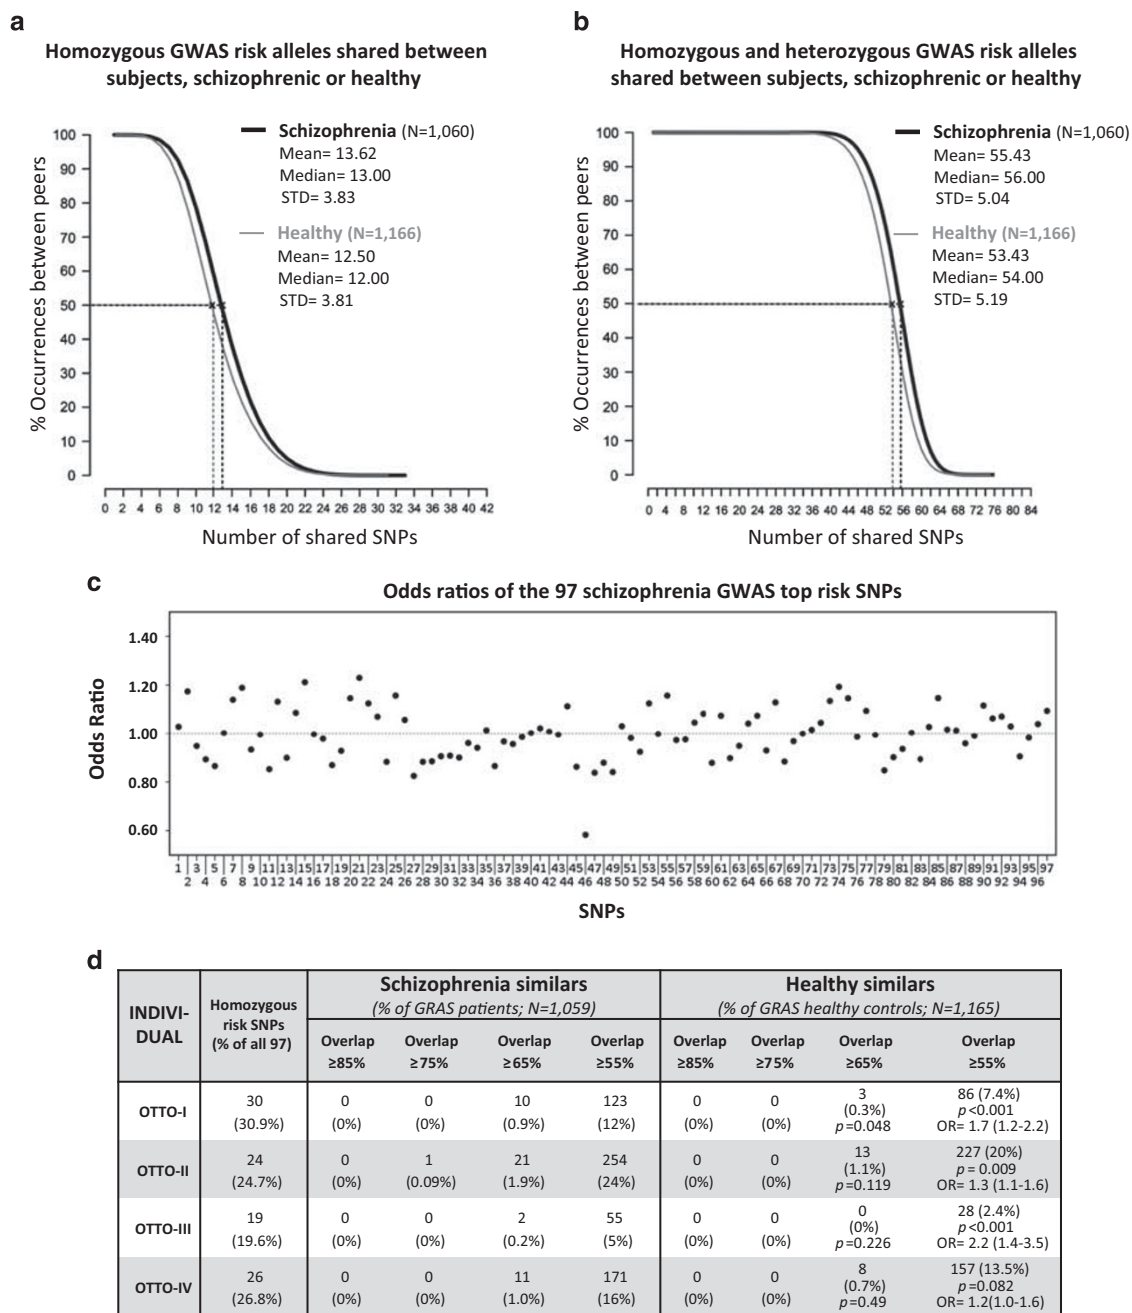 a
Homozygous GWAS risk alleles shared between
subjects, schizophrenic or healthy
% Occurrences between peers
100
90
80
70
60
50
40
30
20
10
0
Schizophrenia (N=1,060)
Mean= 13.62
Median= 13.00
STD= 3.83
Healthy (N=1,166)
Mean= 12.50
Median= 12.00
STD= 3.81
0 2 4 6 8 10 12 14 16 18 20 22 24 26 28 30 32 34 36 38 40 42
Number of shared SNPs
b
Homozygous and heterozygous GWAS risk alleles
shared between subjects, schizophrenic or healthy
% Occurrences between peers
100
90
80
70
60
50
40
30
20
10
0
Schizophrenia (N=1,060)
Mean= 55.43
Median= 56.00
STD= 5.04
Healthy (N=1,166)
Mean= 53.43
Median= 54.00
STD= 5.19
0 4 8 12 16 20 24 28 32 36 40 44 48 52 56 60 64 68 72 76 80 84
Number of shared SNPs
c
Odds ratios of the 97 schizophrenia GWAS top risk SNPs
Odds Ratio
1.40
1.20
1.00
0.80
0.60
1 3 5 7 9 11 13 15 17 19 21 23 25 27 29 31 33 35 37 39 41 43 45 47 49 51 53 55 57 59 61 63 65 67 69 71 73 75 77 79 81 83 85 87 89 91 93 95 97
2 4 6 8 10 12 14 16 18 20 22 24 26 28 30 32 34 36 38 40 42 44 46 48 50 52 54 56 58 60 62 64 66 68 70 72 74 76 78 80 82 84 86 88 90 92 94 96
SNPs
d
INDIVI-DUAL Homozygous risk SNPs (% of all 97) Schizophrenia similars Healthy similars
(% of GRAS patients; N=1,059) (% of GRAS healthy controls; N=1,165)
Overlap Overlap Overlap Overlap Overlap Overlap Overlap Overlap
≥85% ≥75% ≥65% ≥55% ≥85% ≥75% ≥65% ≥55%
OTTO-I 30 (30.9%) 0 (0%) 0 (0%) 10 (0.9%) 123 (12%) 0 (0%) 0 (0%) 3 (0.3%) p=0.048 86 (7.4%) p<0.001 OR= 1.7 (1.2-2.2)
OTTO-II 24 (24.7%) 0 (0%) 1 (0.09%) 21 (1.9%) 254 (24%) 0 (0%) 0 (0%) 13 (1.1%) p=0.119 227 (20%) p= 0.009 OR= 1.3 (1.1-1.6)
OTTO-III 19 (19.6%) 0 (0%) 0 (0%) 2 (0.2%) 55 (5%) 0 (0%) 0 (0%) 0 (0%) p=0.226 28 (2.4%) p<0.001 OR= 2.2 (1.4-3.5)
OTTO-IV 26 (26.8%) 0 (0%) 0 (0%) 11 (1.0%) 171 (16%) 0 (0%) 0 (0%) 8 (0.7%) p=0.49 157 (13.5%) p=0.082 OR= 1.2(1.0-1.6)